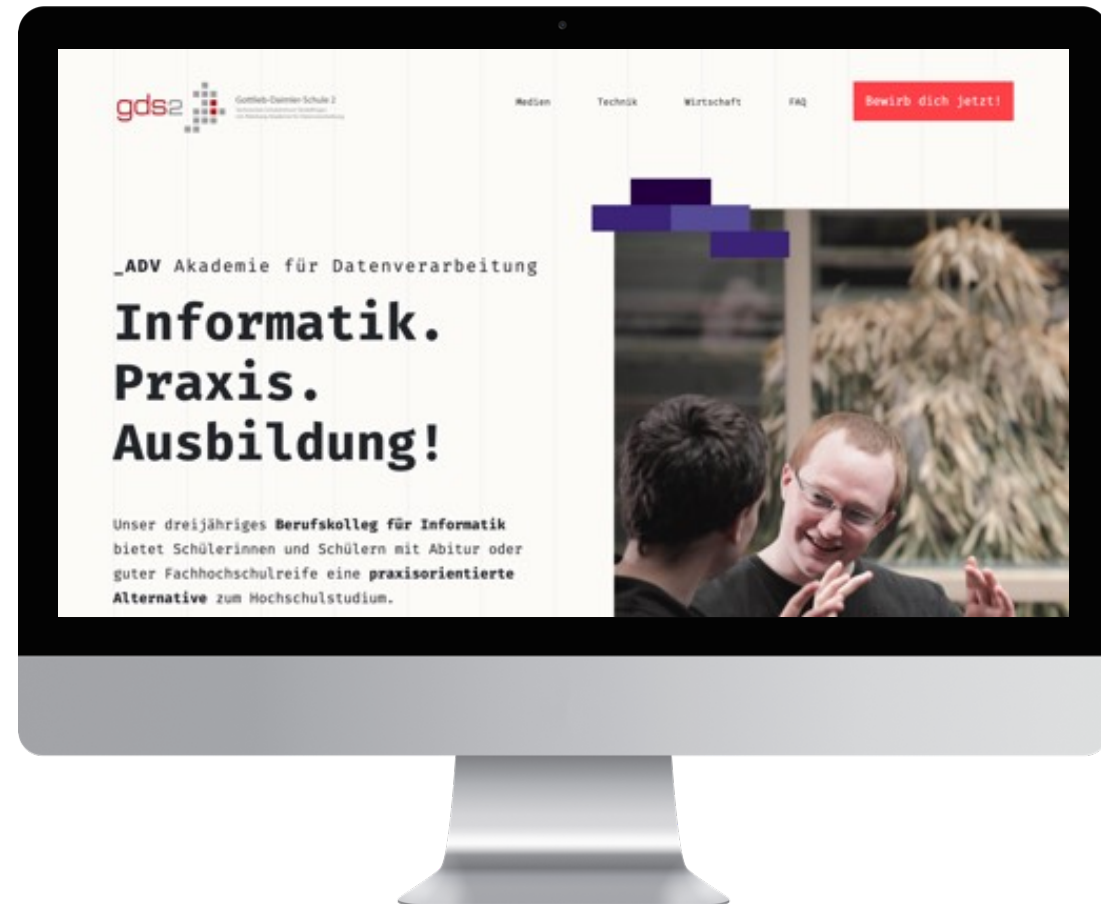 gds2
Gottlieb-Daimler-Schule 2
Medien Technik Wirtschaft FAQ Bewirb dich jetzt!
_ADV Akademie für Datenverarbeitung
Informatik.
Praxis.
Ausbildung!
Unser dreijähriges Berufskolleg für Informatik
bietet Schülerinnen und Schülern mit Abitur oder
guter Fachhochschulreife eine praxisorientierte
Alternative zum Hochschulstudium.